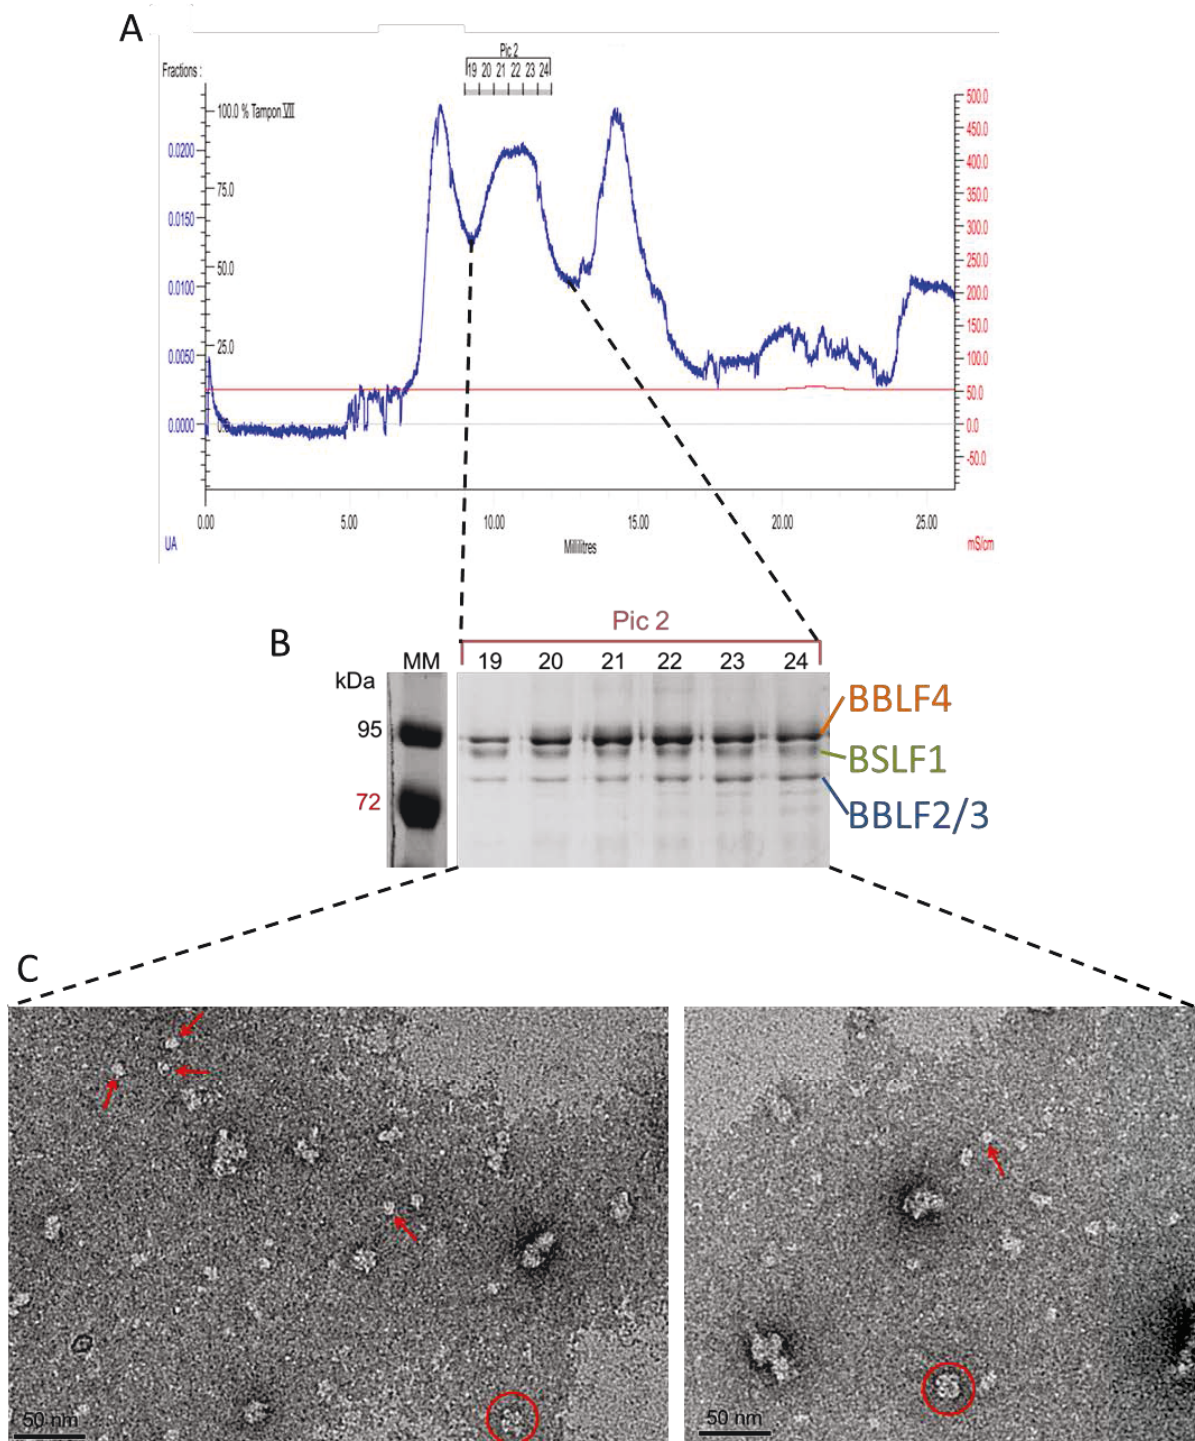 A
Pic 2
Fractions :
19 20 21 22 23 24
100.0 % Tampon VII
500.0
450.0
0.0200
400.0
75.0
350.0
0.0150
300.0
50.0
250.0
0.0100
200.0
25.0
150.0
0.0050
100.0
50.0
0.0000
0.0
0.0
-50.0
0.00
5.00
10.00
15.00
20.00
25.00
UA
Millilitres
mS/cm
Pic 2
B
MM
19
20
21
22
23
24
kDa
95
72
BBLF4
BSLF1
BBLF2/3
C
50 nm
50 nm